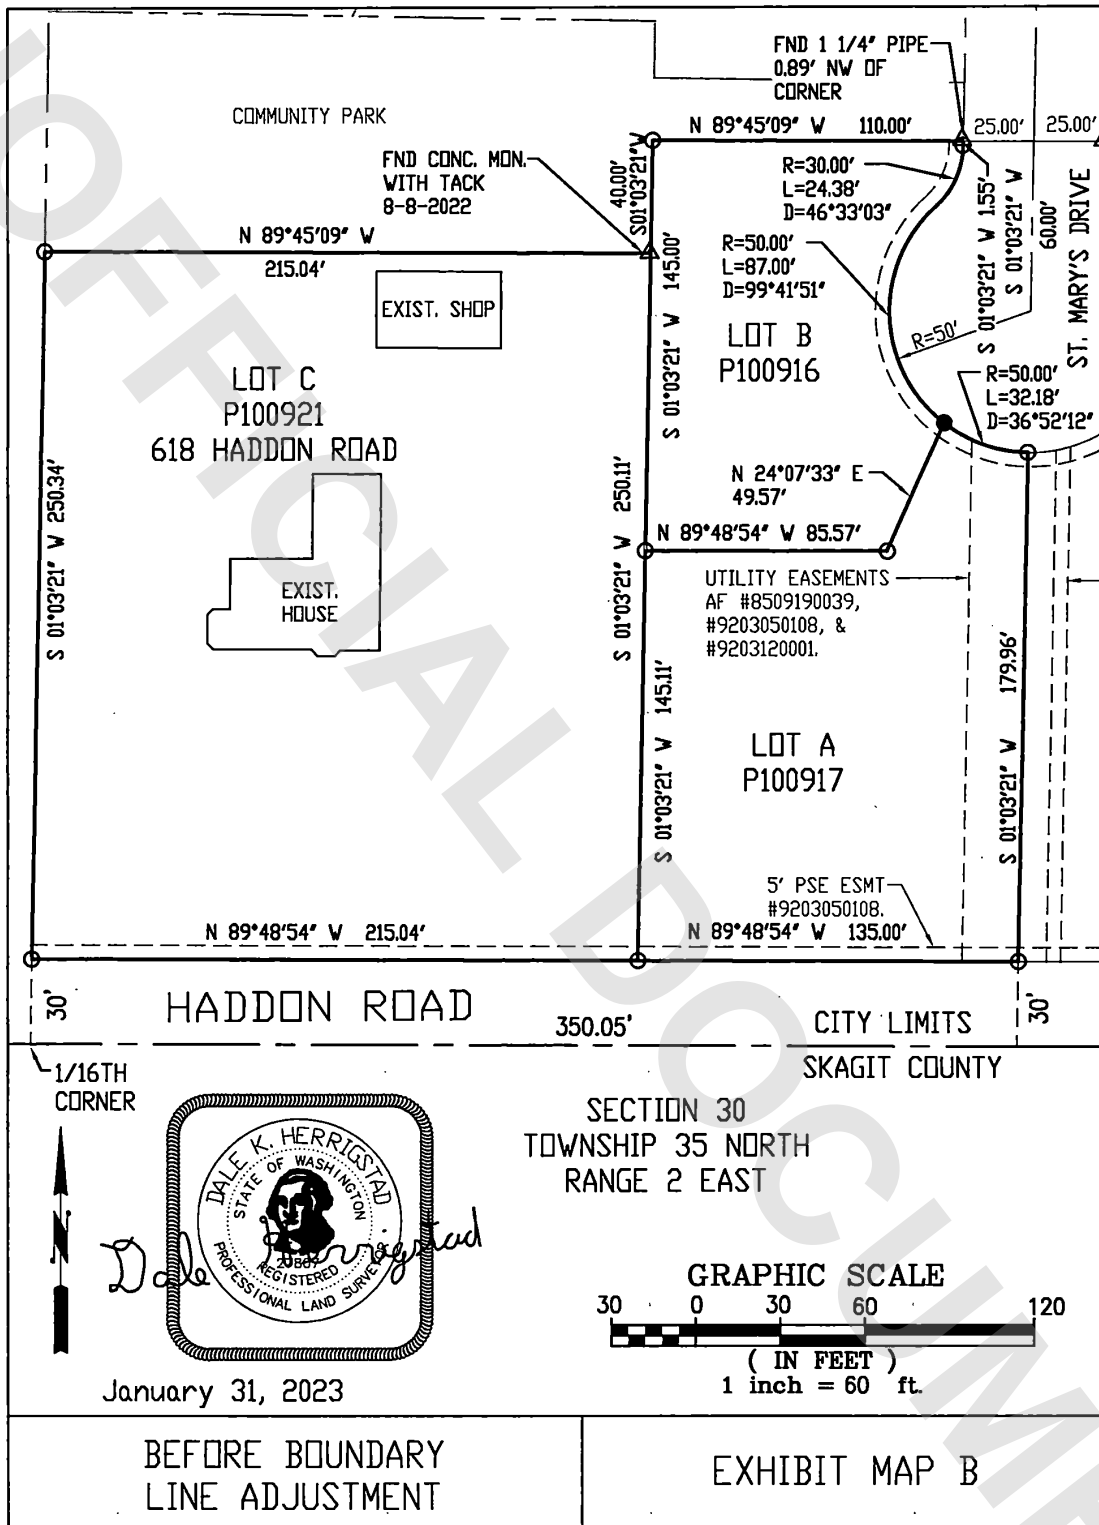 FND 1 1/4" PIPE
0.89' NW OF
CORNER
COMMUNITY PARK
N 89°45'09" W 110.00'
25.00' 25.00'
FND CONC. MON.
WITH TACK
8-8-2022
40.00'
S01°03'21" W
R=30.00'
L=24.38'
D=46°33'03"
S 01°03'21" W 1.55'
S 01°03'21" W
60.00'
ST. MARY'S DRIVE
N 89°45'09" W
215.04'
R=50.00'
L=87.00'
D=99°41'51"
S 01°03'21" W 145.00'
EXIST. SHOP
LOT B
P100916
R=50'
R=50.00'
L=32.18'
D=36°52'12"
LOT C
P100921
618 HADDON ROAD
S 01°03'21" W 250.34'
S 01°03'21" W 250.11'
N 24°07'33" E
49.57'
N 89°48'54" W 85.57'
EXIST.
HOUSE
UTILITY EASEMENTS
AF #8509190039,
#9203050108, &
#9203120001.
S 01°03'21" W 145.11'
S 01°03'21" W 179.96'
LOT A
P100917
5' PSE ESMT
#9203050108.
N 89°48'54" W 215.04'
N 89°48'54" W 135.00'
30'
HADDON ROAD
350.05'
CITY LIMITS
30'
SKAGIT COUNTY
1/16TH
CORNER
SECTION 30
TOWNSHIP 35 NORTH
RANGE 2 EAST
DALE K. HERRIGSTAD
STATE OF WASHINGTON
REGISTERED
PROFESSIONAL LAND SURVEYOR
Dale Herrigstad
N
January 31, 2023
GRAPHIC SCALE
30 0 30 60 120
( IN FEET )
1 inch = 60 ft.
BEFORE BOUNDARY
LINE ADJUSTMENT
EXHIBIT MAP B
OFFICIAL DOCUME